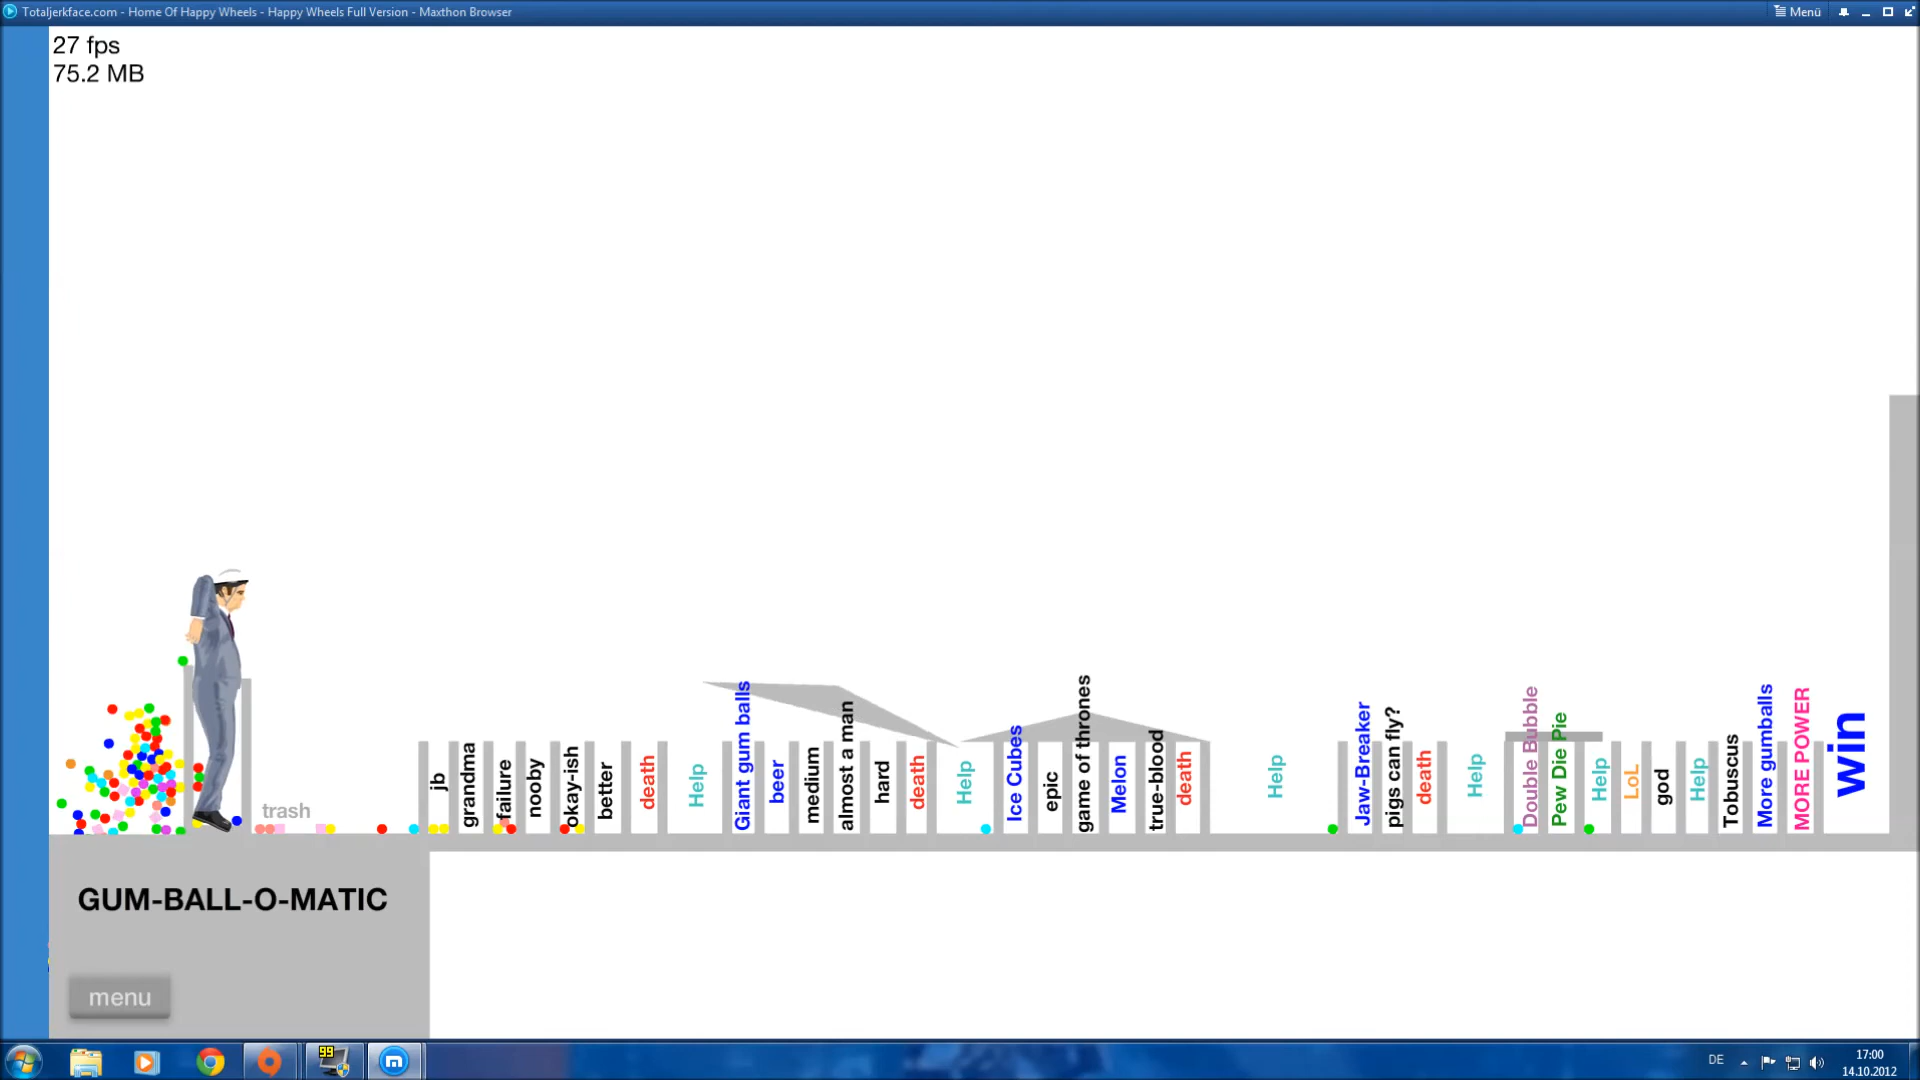 Totaljerkface.com - Home Of Happy Wheels - Happy Wheels Full Version - Maxthon Browser
Menü
27 fps
75.2 MB
trash
jb
grandma
failure
nooby
okay-ish
better
death
Help
Giant gum balls
beer
medium
almost a man
hard
death
Help
Ice Cubes
epic
game of thrones
Melon
true-blood
death
Help
Jaw-Breaker
pigs can fly?
death
Help
Double Bubble
Pew Die Pie
Help
LoL
god
Help
Tobuscus
More gumballs
MORE POWER
win
GUM-BALL-O-MATIC
menu
99
m
DE
17:00
14.10.2012